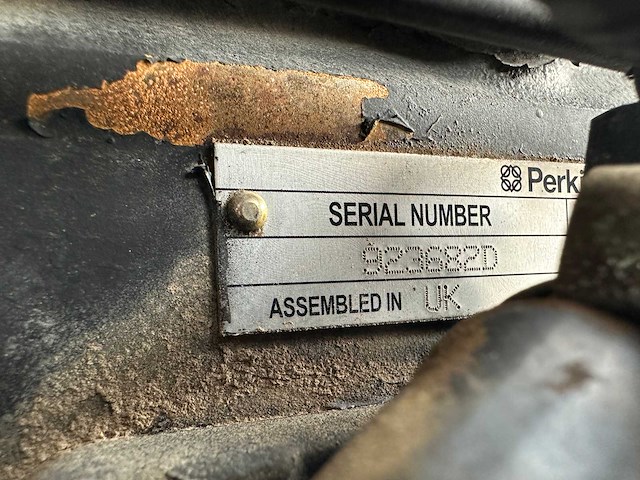 Perki
SERIAL NUMBER
923682D
ASSEMBLED IN UK